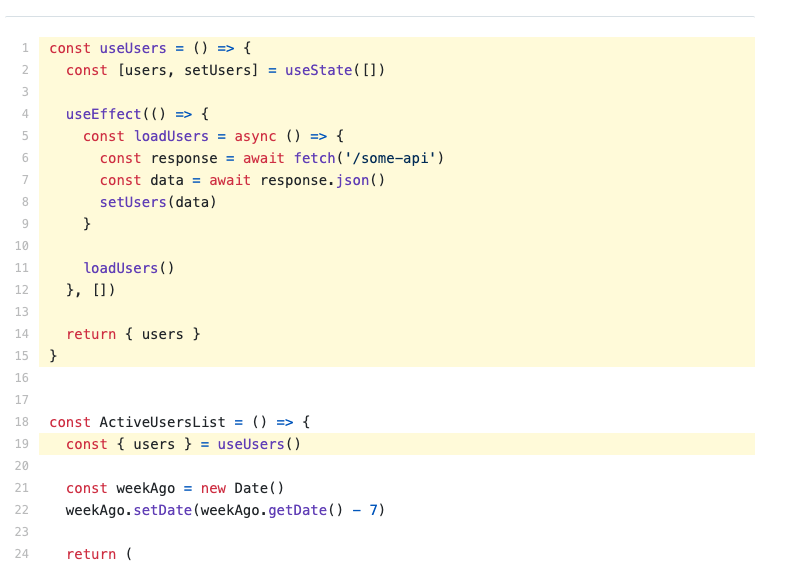 1 const useUsers = () => {
2   const [users, setUsers] = useState([])
3
4   useEffect(() => {
5     const loadUsers = async () => {
6       const response = await fetch('/some-api')
7       const data = await response.json()
8       setUsers(data)
9     }
10
11     loadUsers()
12   }, [])
13
14   return { users }
15 }
16
17
18 const ActiveUsersList = () => {
19   const { users } = useUsers()
20
21   const weekAgo = new Date()
22   weekAgo.setDate(weekAgo.getDate() - 7)
23
24   return (